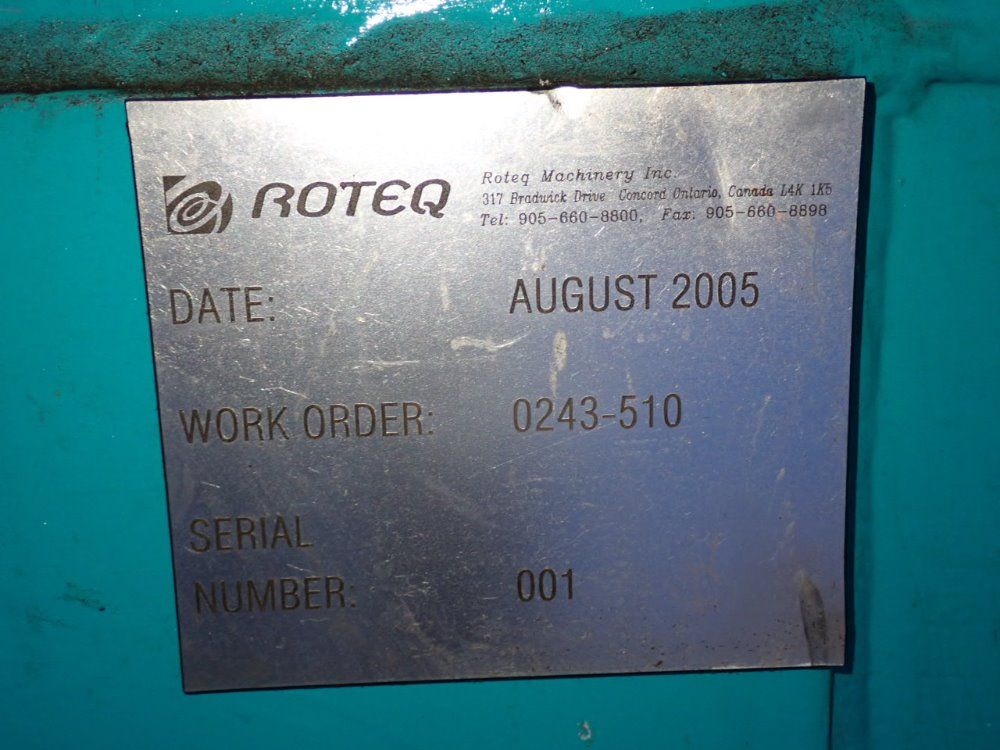 ROTEQ
Roteq Machinery Inc.
317 Bradwick Drive Concord Ontario, Canada L4K 1K5
Tel: 905-660-8800, Fax: 905-660-8898
DATE: AUGUST 2005
WORK ORDER: 0243-510
SERIAL
NUMBER: 001